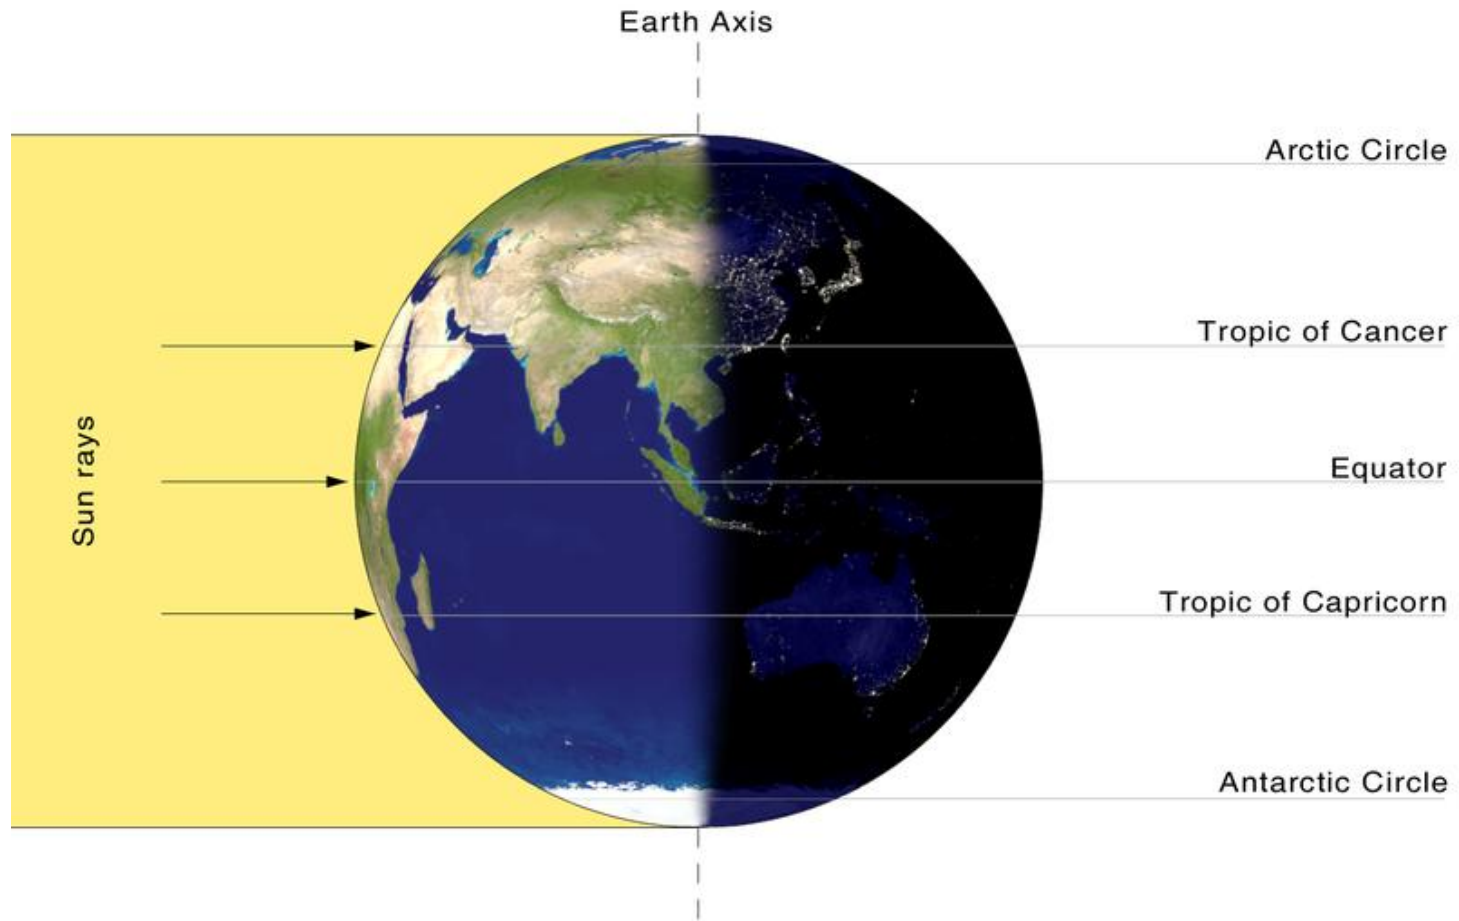 Earth Axis
Arctic Circle
Tropic of Cancer
Sun rays
Equator
Tropic of Capricorn
Antarctic Circle